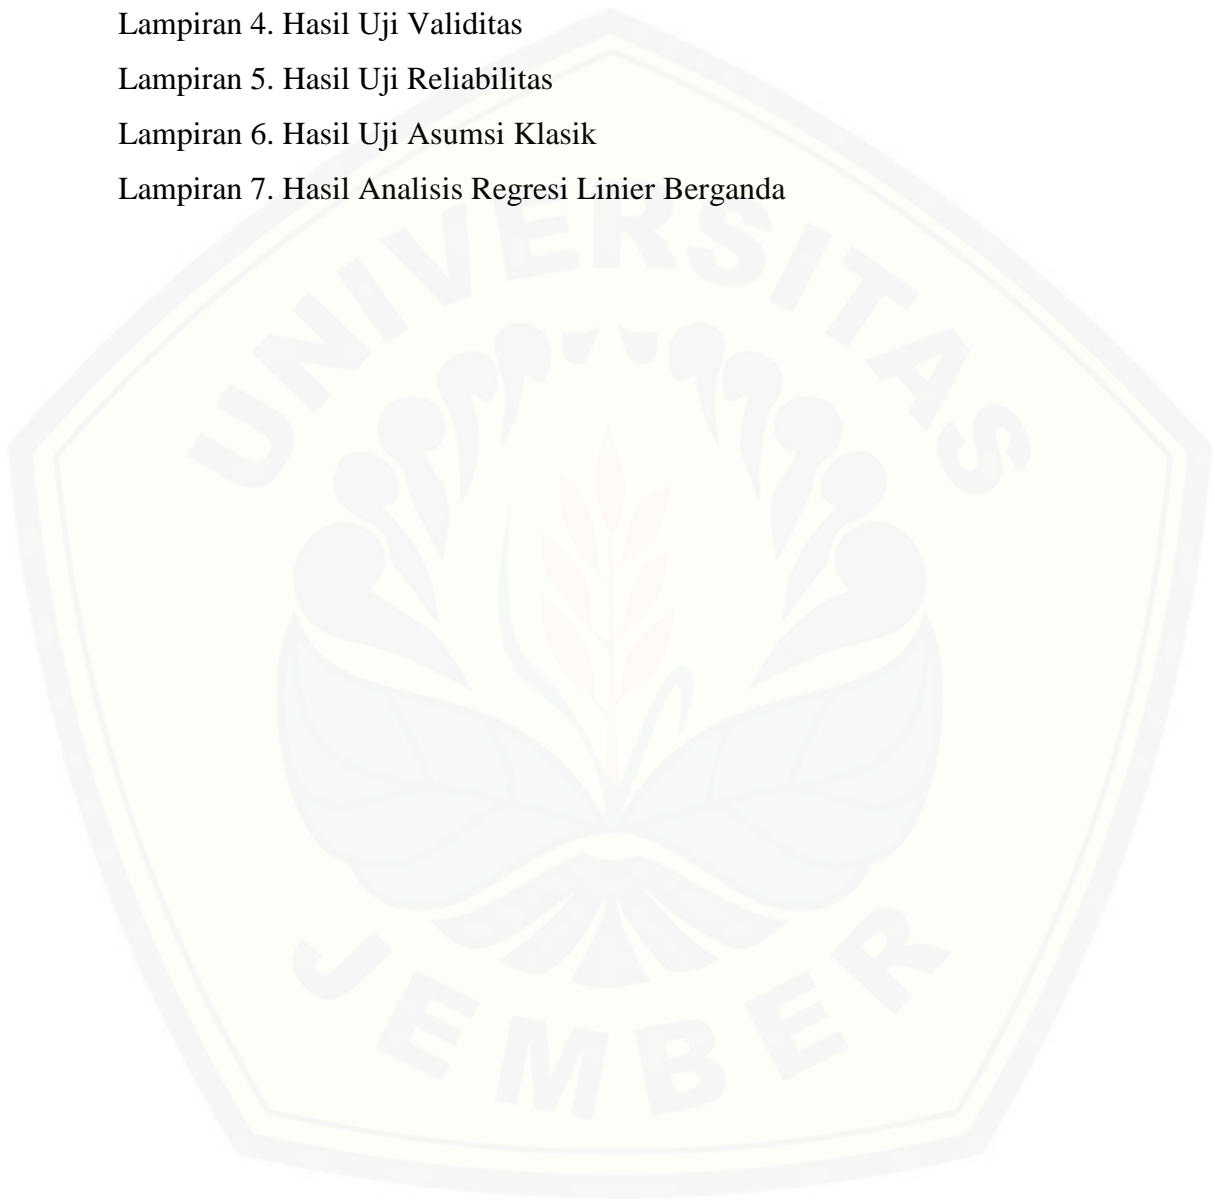 Lampiran 4. Hasil Uji Validitas
Lampiran 5. Hasil Uji Reliabilitas
Lampiran 6. Hasil Uji Asumsi Klasik
Lampiran 7. Hasil Analisis Regresi Linier Berganda
UNIVERSITAS
JEMBER